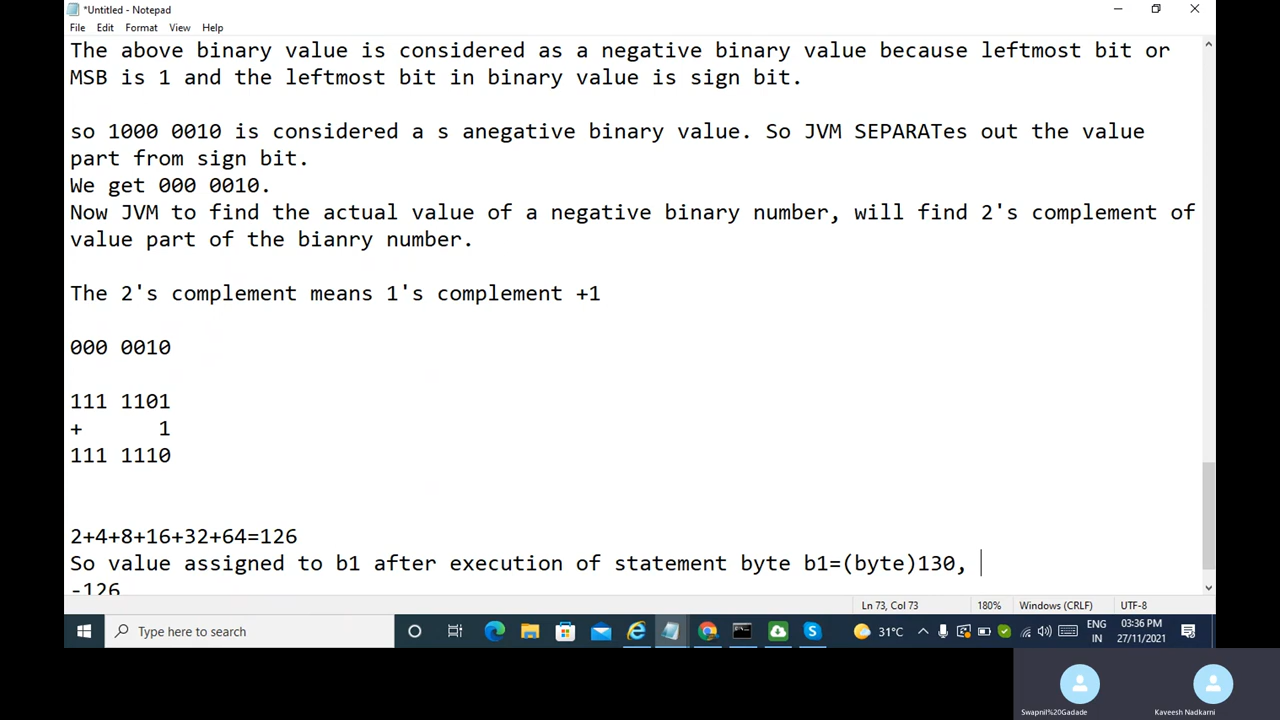 *Untitled - Notepad
File Edit Format View Help
The above binary value is considered as a negative binary value because leftmost bit or
MSB is 1 and the leftmost bit in binary value is sign bit.
so 1000 0010 is considered a s anegative binary value. So JVM SEPARATes out the value
part from sign bit.
We get 000 0010.
Now JVM to find the actual value of a negative binary number, will find 2's complement of
value part of the bianry number.
The 2's complement means 1's complement +1
000 0010
111 1101
+ 1
111 1110
2+4+8+16+32+64=126
So value assigned to b1 after execution of statement byte b1=(byte)130,
-126
Ln 73, Col 73 180% Windows (CRLF) UTF-8
Type here to search
31°C
ENG
IN
03:36 PM
27/11/2021
Swapnil%20Gadade
Kaveesh Nadkarni